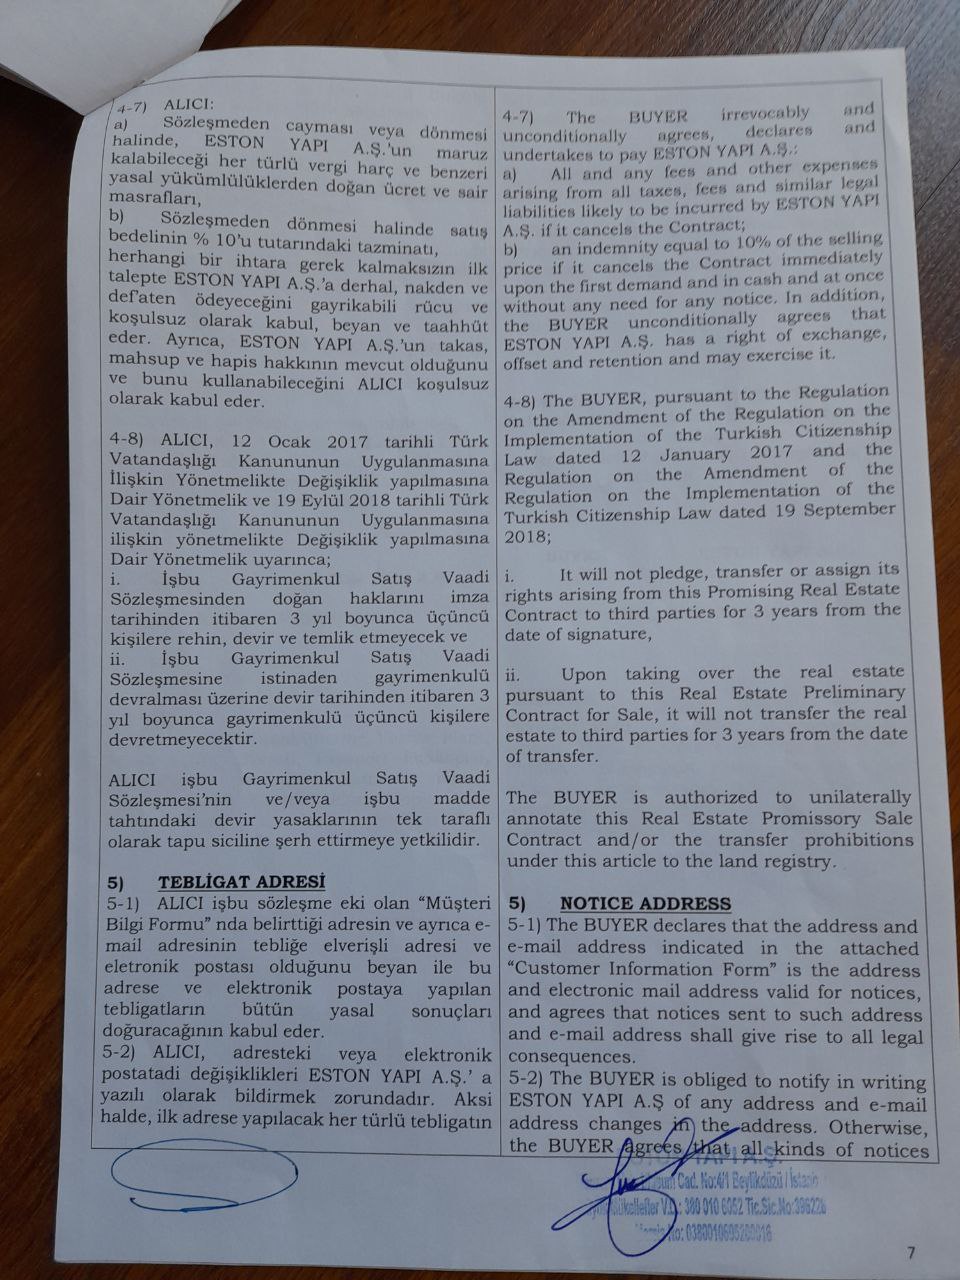 4-7) ALICI:
a) Sözleşmeden cayması veya dönmesi
halinde, ESTON YAPI A.Ş.'un maruz
kalabileceği her türlü vergi harç ve benzeri
yasal yükümlülüklerden doğan ücret ve sair
masrafları,
b) Sözleşmeden dönmesi halinde satış
bedelinin % 10'u tutarındaki tazminatı,
herhangi bir ihtara gerek kalmaksızın ilk
talepte ESTON YAPI A.Ş.'a derhal, nakden ve
def'aten ödeyeceğini gayrikabili rücu ve
koşulsuz olarak kabul, beyan ve taahhüt
eder. Ayrıca, ESTON YAPI A.Ş.'un takas,
mahsup ve hapis hakkının mevcut olduğunu
ve bunu kullanabileceğini ALICI koşulsuz
olarak kabul eder.
4-8) ALICI, 12 Ocak 2017 tarihli Türk
Vatandaşlığı Kanununun Uygulanmasına
İlişkin Yönetmelikte Değişiklik yapılmasına
Dair Yönetmelik ve 19 Eylül 2018 tarihli Türk
Vatandaşlığı Kanununun Uygulanmasına
ilişkin yönetmelikte Değişiklik yapılmasına
Dair Yönetmelik uyarınca;
i. İşbu Gayrimenkul Satış Vaadi
Sözleşmesinden doğan haklarını imza
tarihinden itibaren 3 yıl boyunca üçüncü
kişilere rehin, devir ve temlik etmeyecek ve
ii. İşbu Gayrimenkul Satış Vaadi
Sözleşmesine istinaden gayrimenkulü
devralması üzerine devir tarihinden itibaren 3
yıl boyunca gayrimenkulü üçüncü kişilere
devretmeyecektir.
ALICI işbu Gayrimenkul Satış Vaadi
Sözleşmesi'nin ve/veya işbu madde
tahtındaki devir yasaklarının tek taraflı
olarak tapu siciline şerh ettirmeye yetkilidir.
5) TEBLİGAT ADRESİ
5-1) ALICI işbu sözleşme eki olan “Müşteri
Bilgi Formu” nda belirttiği adresin ve ayrıca e-
mail adresinin tebliğe elverişli adresi ve
eletronik postası olduğunu beyan ile bu
adrese ve elektronik postaya yapılan
tebligatların bütün yasal sonuçları
doğuracağının kabul eder.
5-2) ALICI, adresteki veya elektronik
postatadi değişiklikleri ESTON YAPI A.Ş.' a
yazılı olarak bildirmek zorundadır. Aksi
halde, ilk adrese yapılacak her türlü tebligatın
4-7) The BUYER irrevocably and
unconditionally agrees, declares and
undertakes to pay ESTON YAPI A.Ş.:
a) All and any fees and other expenses
arising from all taxes, fees and similar legal
liabilities likely to be incurred by ESTON YAPI
A.Ş. if it cancels the Contract;
b) an indemnity equal to 10% of the selling
price if it cancels the Contract immediately
upon the first demand and in cash and at once
without any need for any notice. In addition,
the BUYER unconditionally agrees that
ESTON YAPI A.Ş. has a right of exchange,
offset and retention and may exercise it.
4-8) The BUYER, pursuant to the Regulation
on the Amendment of the Regulation on the
Implementation of the Turkish Citizenship
Law dated 12 January 2017 and the
Regulation on the Amendment of the
Regulation on the Implementation of the
Turkish Citizenship Law dated 19 September
2018;
i. It will not pledge, transfer or assign its
rights arising from this Promising Real Estate
Contract to third parties for 3 years from the
date of signature,
ii. Upon taking over the real estate
pursuant to this Real Estate Preliminary
Contract for Sale, it will not transfer the real
estate to third parties for 3 years from the date
of transfer.
The BUYER is authorized to unilaterally
annotate this Real Estate Promissory Sale
Contract and/or the transfer prohibitions
under this article to the land registry.
5) NOTICE ADDRESS
5-1) The BUYER declares that the address and
e-mail address indicated in the attached
“Customer Information Form” is the address
and electronic mail address valid for notices,
and agrees that notices sent to such address
and e-mail address shall give rise to all legal
consequences.
5-2) The BUYER is obliged to notify in writing
ESTON YAPI A.Ş of any address and e-mail
address changes in the address. Otherwise,
the BUYER agrees that all kinds of notices
YAPI A.Ş.
Cad. No:4/1 Beylikdüzü / İstanb
Mükellefler V.D.: 380 010 6052 Tic.Sic.No:
No:
7